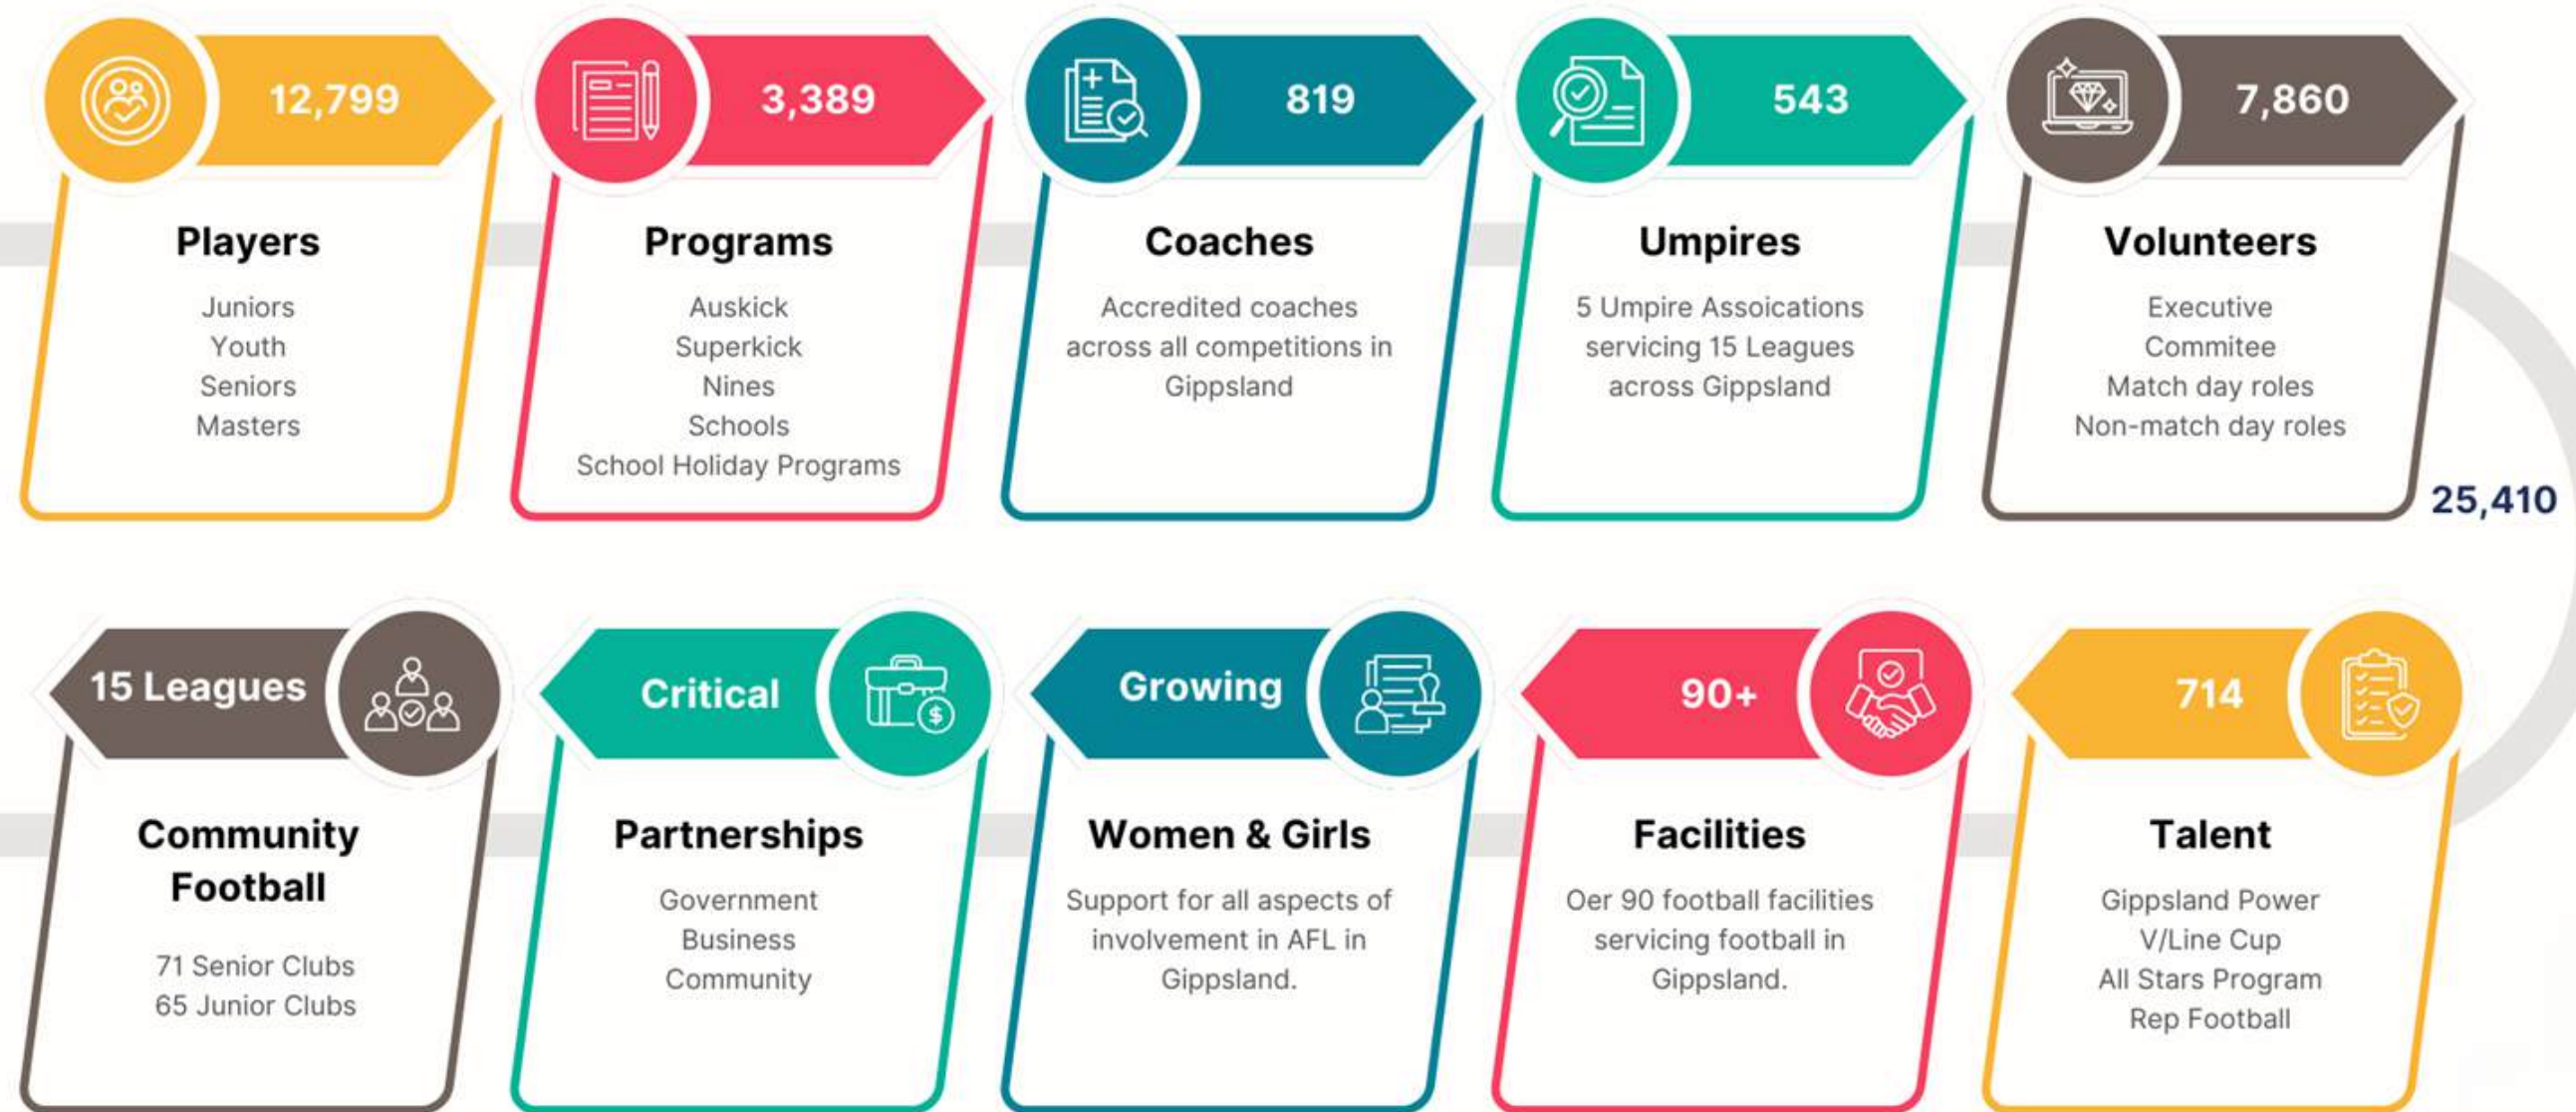 12,799
Players
Juniors
Youth
Seniors
Masters
3,389
Programs
Auskick
Superkick
Nines
Schools
School Holiday Programs
819
Coaches
Accredited coaches
across all competitions in
Gippsland
543
Umpires
5 Umpire Assoications
servicing 15 Leagues
across Gippsland
7,860
Volunteers
Executive
Commitee
Match day roles
Non-match day roles
25,410
15 Leagues
Community
Football
71 Senior Clubs
65 Junior Clubs
Critical
$
Partnerships
Government
Business
Community
Growing
Women & Girls
Support for all aspects of
involvement in AFL in
Gippsland.
90+
Facilities
Oer 90 football facilities
servicing football in
Gippsland.
714
Talent
Gippsland Power
V/Line Cup
All Stars Program
Rep Football